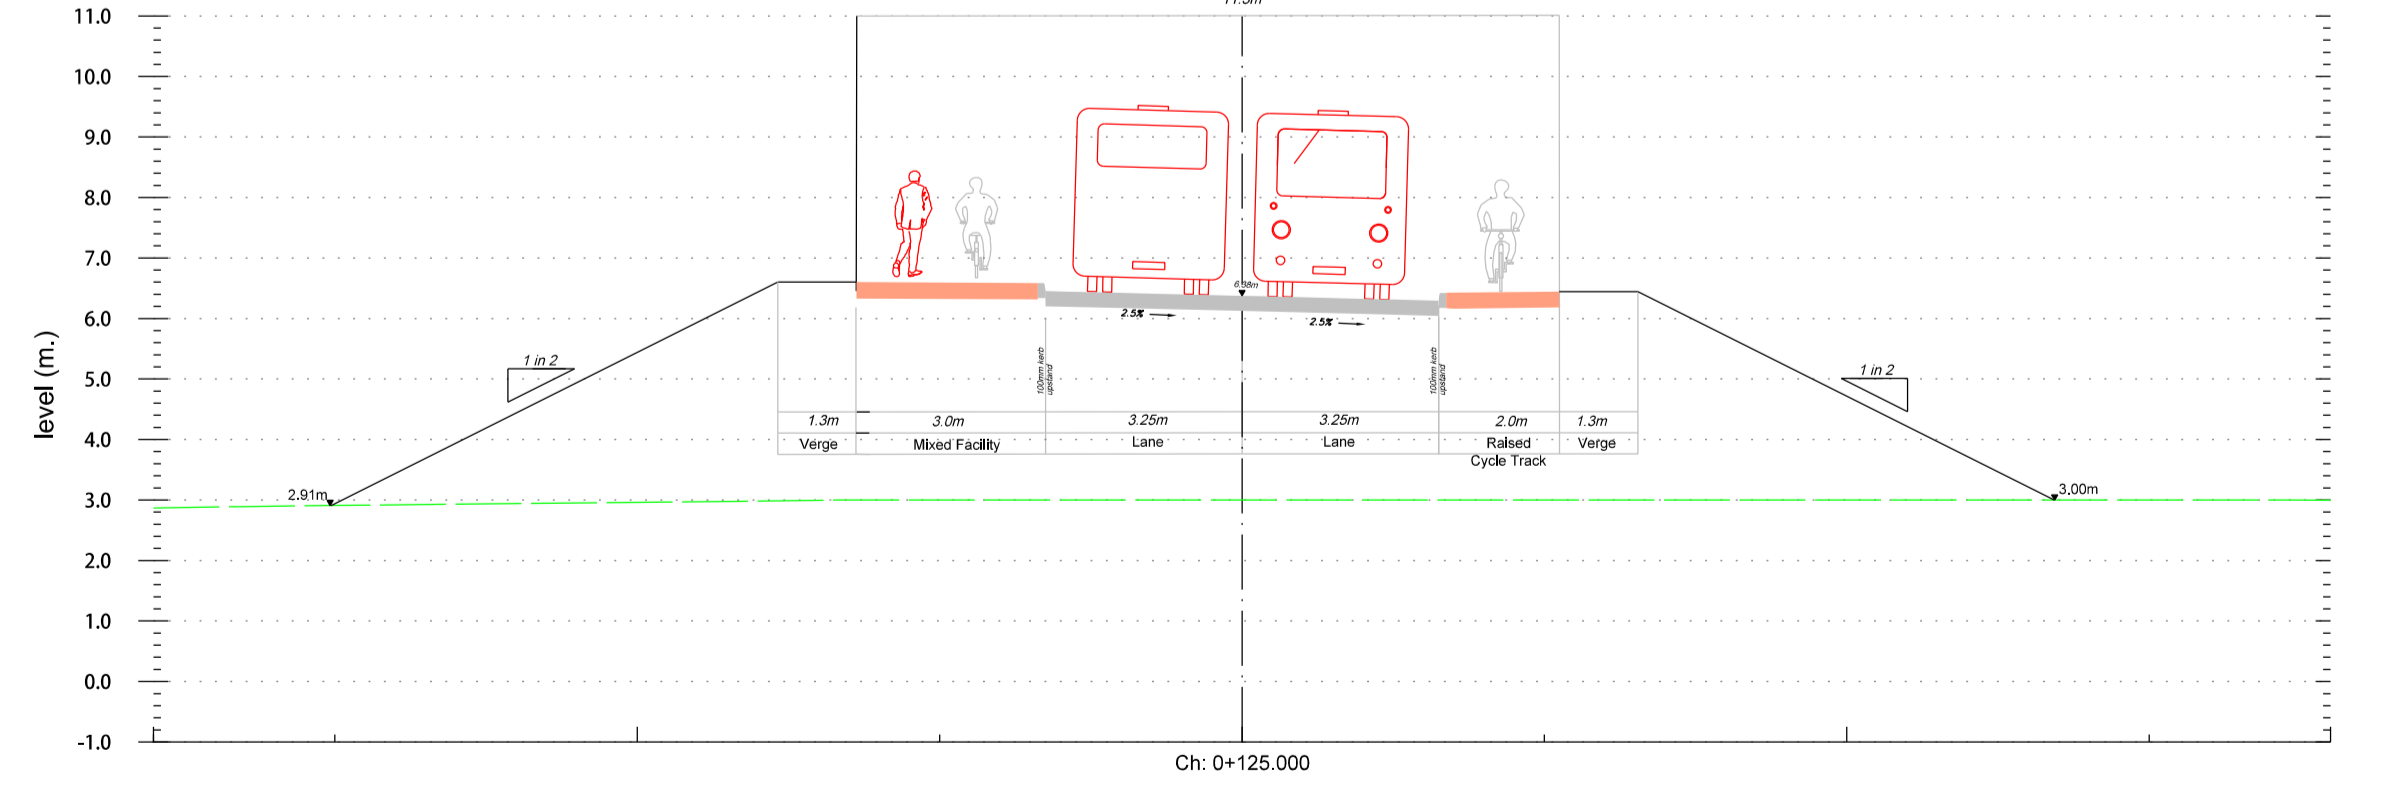 11.0
10.0
9.0
8.0
7.0
6.0
5.0
4.0
3.0
2.0
1.0
0.0
-1.0
level (m.)
6.38m
2.5%
2.5%
1 in 2
1 in 2
100mm kerb
upstand
100mm kerb
upstand
1.3m
3.0m
3.25m
3.25m
2.0m
1.3m
Verge
Mixed Facility
Lane
Lane
Raised
Cycle Track
Verge
2.91m
3.00m
Ch: 0+125.000